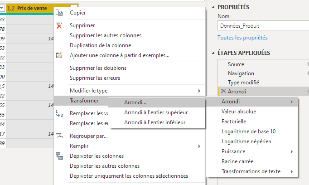 1.2 Prix de vente
Copier
Supprimer
Supprimer les autres colonnes
Duplication de la colonne
Ajouter une colonne à partir d'exemples...
Supprimer les doublons
Supprimer les erreurs
Modifier le type
Transformer
Remplacer les
Remplacer les
Regrouper par...
Remplir
Dépivoter les colonnes
Dépivoter les autres colonnes
Dépivoter uniquement les colonnes sélectionnées
Arrondi...
Arrondi à l'entier supérieur
Arrondi à l'entier inférieur
PROPRIÉTÉS
Nom
Données_Produit
Toutes les propriétés
ÉTAPES APPLIQUÉES
Source
Navigation
Type modifié
Arrondi
Arrondi
Valeur absolue
Factorielle
Logarithme de base 10
Logarithme népérien
Puissance
Racine carrée
Transformations de texte